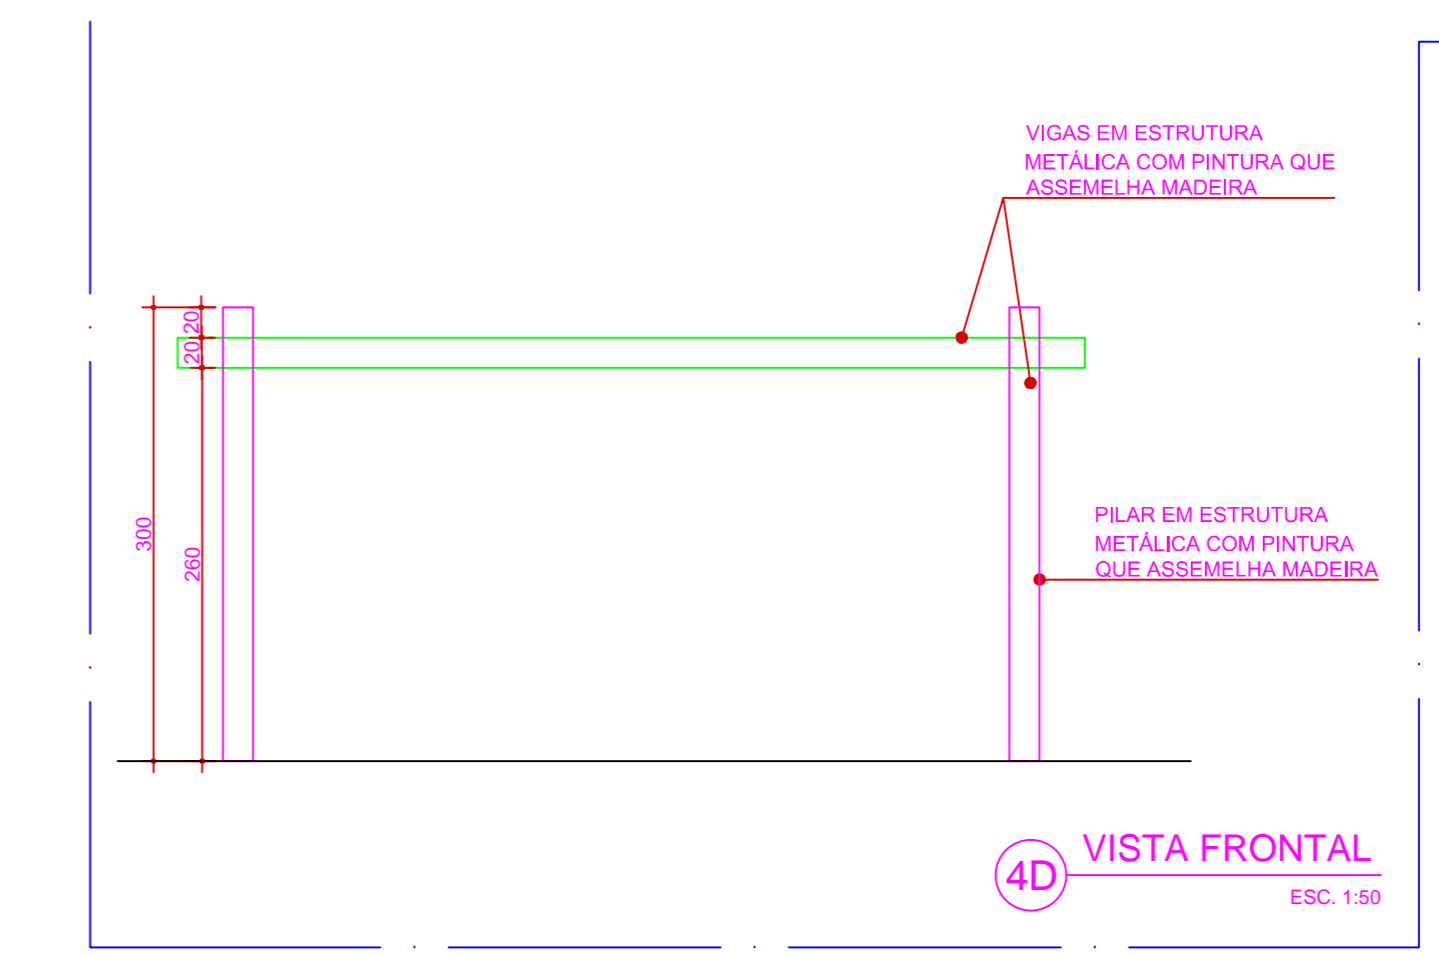 VIGAS EM ESTRUTURA
METÁLICA COM PINTURA QUE
ASSEMELHA MADEIRA
20
20
300
260
PILAR EM ESTRUTURA
METÁLICA COM PINTURA
QUE ASSEMELHA MADEIRA
4D
VISTA FRONTAL
ESC. 1:50